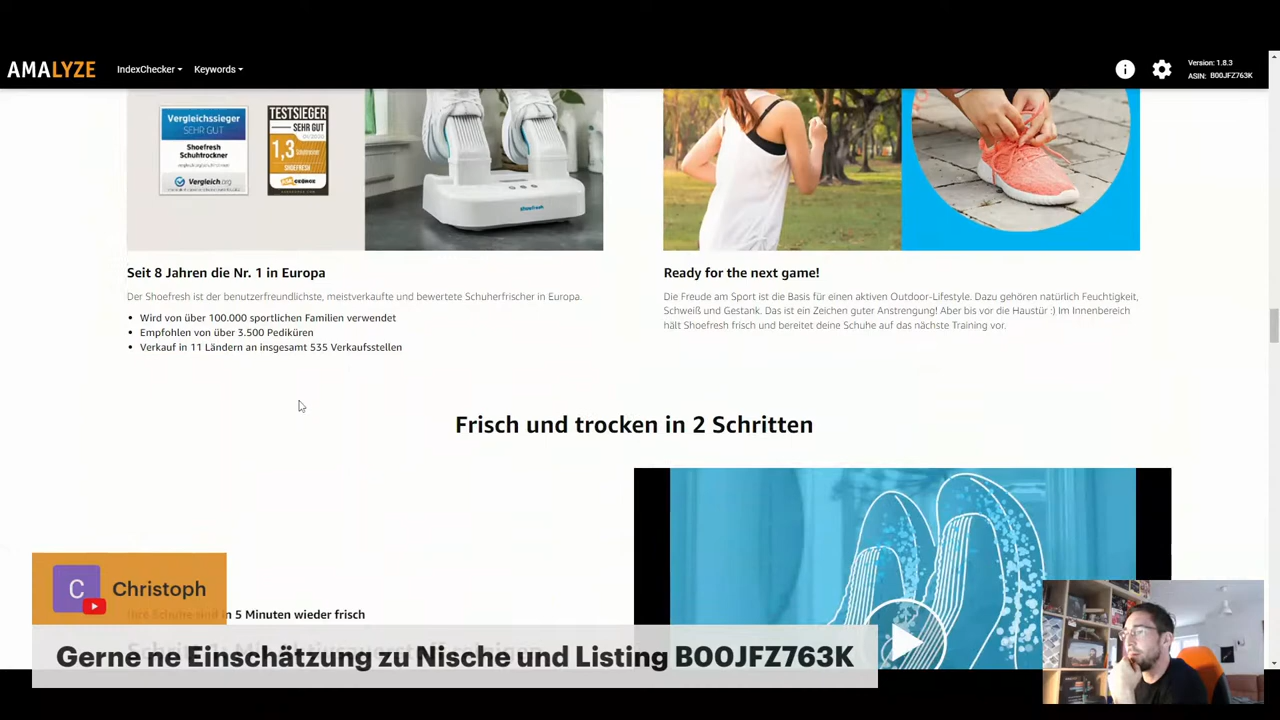 AMALYZE
IndexChecker
Keywords
Version: 1.8.3
ASIN: B00JFZ763K
Vergleichssieger
SEHR GUT
Shoefresh
Schuhtrockner
Vergleich.org
TESTSIEGER
SEHR GUT
1,3
SHOEFRESH
shoefresh
Seit 8 Jahren die Nr. 1 in Europa
Der Shoefresh ist der benutzerfreundlichste, meistverkaufte und bewertete Schuherfrischer in Europa.
Wird von über 100.000 sportlichen Familien verwendet
Empfohlen von über 3.500 Pediküren
Verkauf in 11 Ländern an insgesamt 535 Verkaufsstellen
Ready for the next game!
Die Freude am Sport ist die Basis für einen aktiven Outdoor-Lifestyle. Dazu gehören natürlich Feuchtigkeit,
Schweiß und Gestank. Das ist ein Zeichen guter Anstrengung! Aber bis vor die Haustür :) Im Innenbereich
hält Shoefresh frisch und bereitet deine Schuhe auf das nächste Training vor.
Frisch und trocken in 2 Schritten
C
Christoph
in 5 Minuten wieder frisch
Gerne ne Einschätzung zu Nische und Listing B00JFZ763K